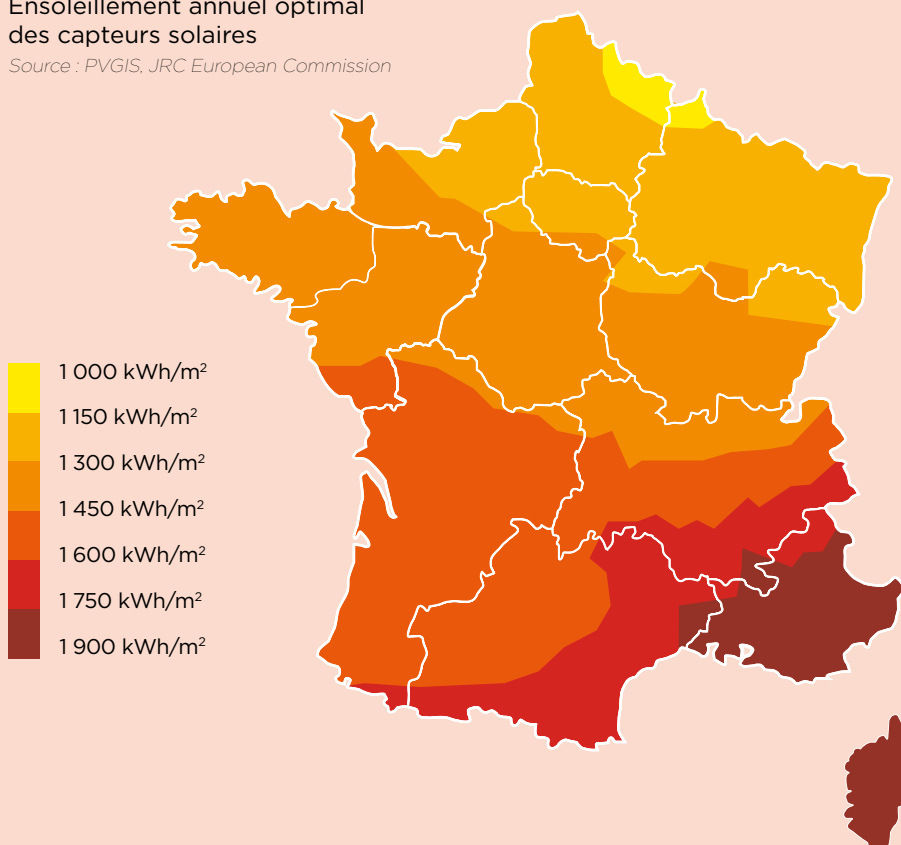 Ensoleillement annuel optimal
des capteurs solaires
Source : PVGIS, JRC European Commission
1 000 kWh/m²
1 150 kWh/m²
1 300 kWh/m²
1 450 kWh/m²
1 600 kWh/m²
1 750 kWh/m²
1 900 kWh/m²